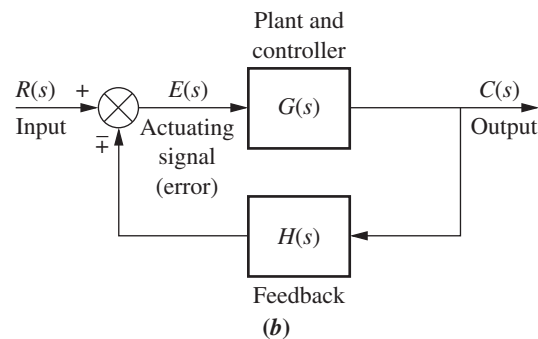 Plant and
controller
R(s)
+
E(s)
G(s)
C(s)
Input
∓
Actuating
signal
(error)
Output
H(s)
Feedback
(b)